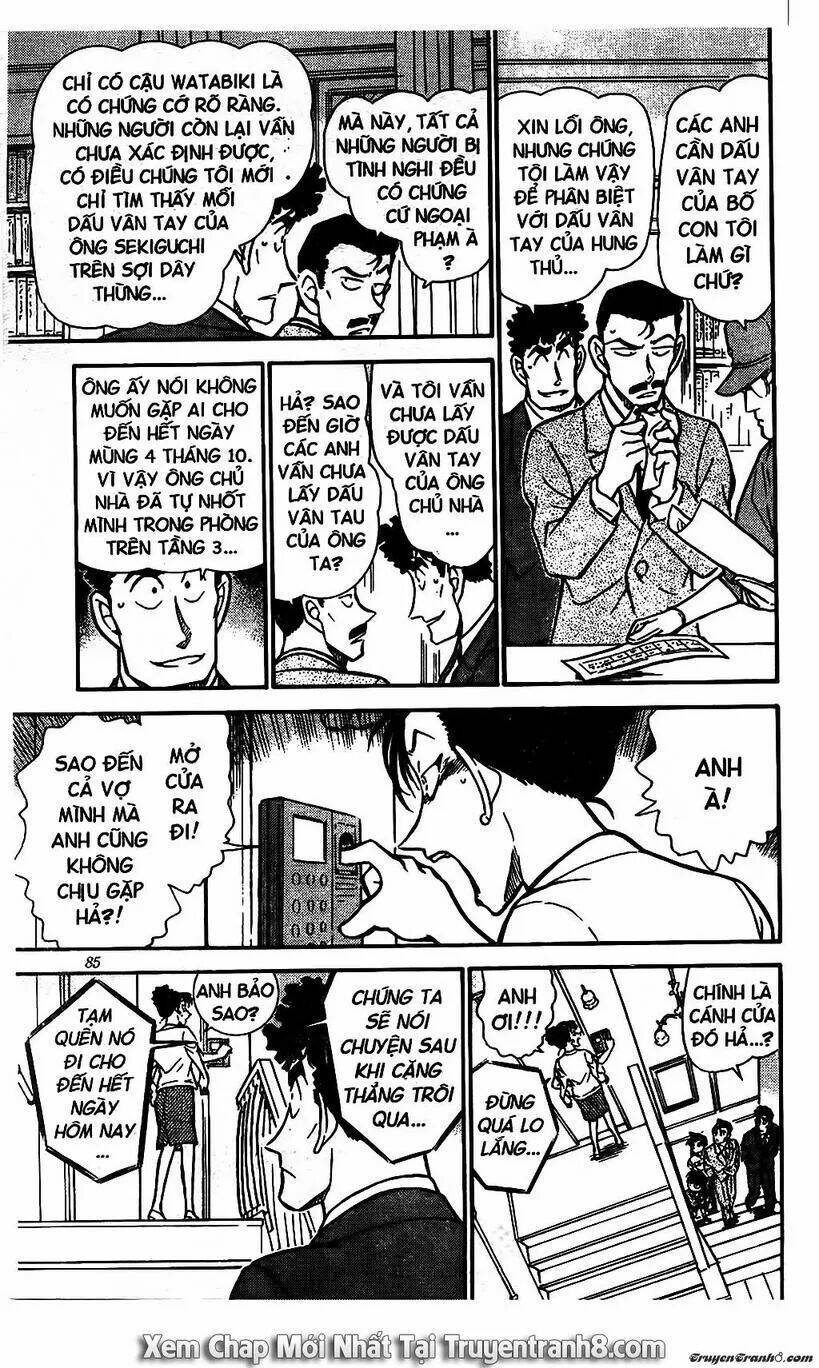 CÁC ANH
CẦN DẤU
VÂN TAY
CỦA BỐ
CON TÔI
LÀM GÌ
CHỨ?
XIN LỖI ÔNG,
NHƯNG CHÚNG
TÔI LÀM VẬY
ĐỂ PHÂN BIỆT
VỚI DẤU VÂN
TAY CỦA HUNG
THỦ...
MÀ NÀY, TẤT CẢ
NHỮNG NGƯỜI BỊ
TÌNH NGHI ĐỀU
CÓ CHỨNG
CỨ NGOẠI
PHẠM À
?
CHỈ CÓ CẬU WATABIKI LÀ
CÓ CHỨNG CỚ RÕ RÀNG.
NHỮNG NGƯỜI CÒN LẠI VẪN
CHƯA XÁC ĐỊNH ĐƯỢC,
CÓ ĐIỀU CHÚNG TÔI MỚI
CHỈ TÌM THẤY MỖI
DẤU VÂN TAY CỦA
ÔNG SEKIGUCHI
TRÊN SỢI DÂY
THỪNG...
VÀ TÔI VẪN
CHƯA LẤY
ĐƯỢC DẤU
VÂN TAY
CỦA ÔNG
CHỦ NHÀ
...
HẢ? SAO
ĐẾN GIỜ
CÁC ANH
VẪN CHƯA
LẤY DẤU
VÂN TAU
CỦA ÔNG
TA?
ÔNG ẤY NÓI KHÔNG
MUỐN GẶP AI CHO
ĐẾN HẾT NGÀY
MÙNG 4 THÁNG 10.
VÌ VẬY ÔNG CHỦ
NHÀ ĐÃ TỰ NHỐT
MÌNH TRONG PHÒNG
TRÊN TẦNG 3...
ANH
À!
MỞ
CỬA
RA
ĐI!
SAO ĐẾN
CẢ VỢ
MÌNH MÀ
ANH CŨNG
KHÔNG
CHỊU GẶP
HẢ?!
85
CHÍNH LÀ
CÁNH CỬA
ĐÓ HẢ...?
ANH
ƠI!!!
ĐỪNG
QUÁ LO
LẮNG...
CHÚNG TA
SẼ NÓI
CHUYỆN SAU
KHI CĂNG
THẲNG TRÔI
QUA...
ANH BẢO
SAO?
TẠM
QUÊN NÓ
ĐI CHO
ĐẾN HẾT
NGÀY
HÔM NAY
...
Xem Chap Mới Nhất Tại Truyentranh8.com
TruyenTranh8.com